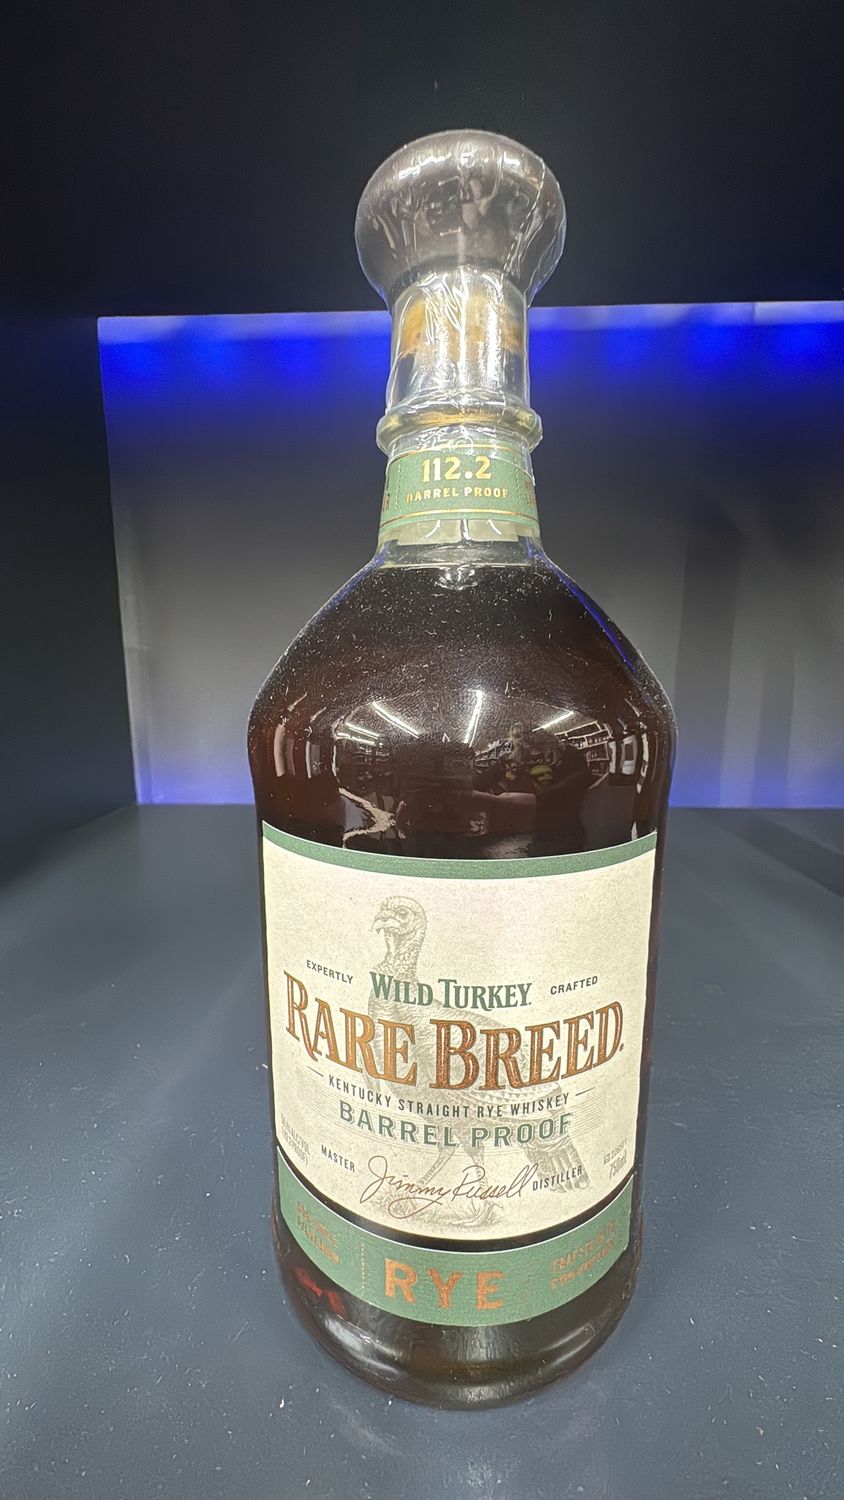 112.2
BARREL PROOF
EXPERTLY WILD TURKEY CRAFTED
RARE BREED
KENTUCKY STRAIGHT RYE WHISKEY
BARREL PROOF
MASTER Jimmy Russell DISTILLER
750mL
RYE